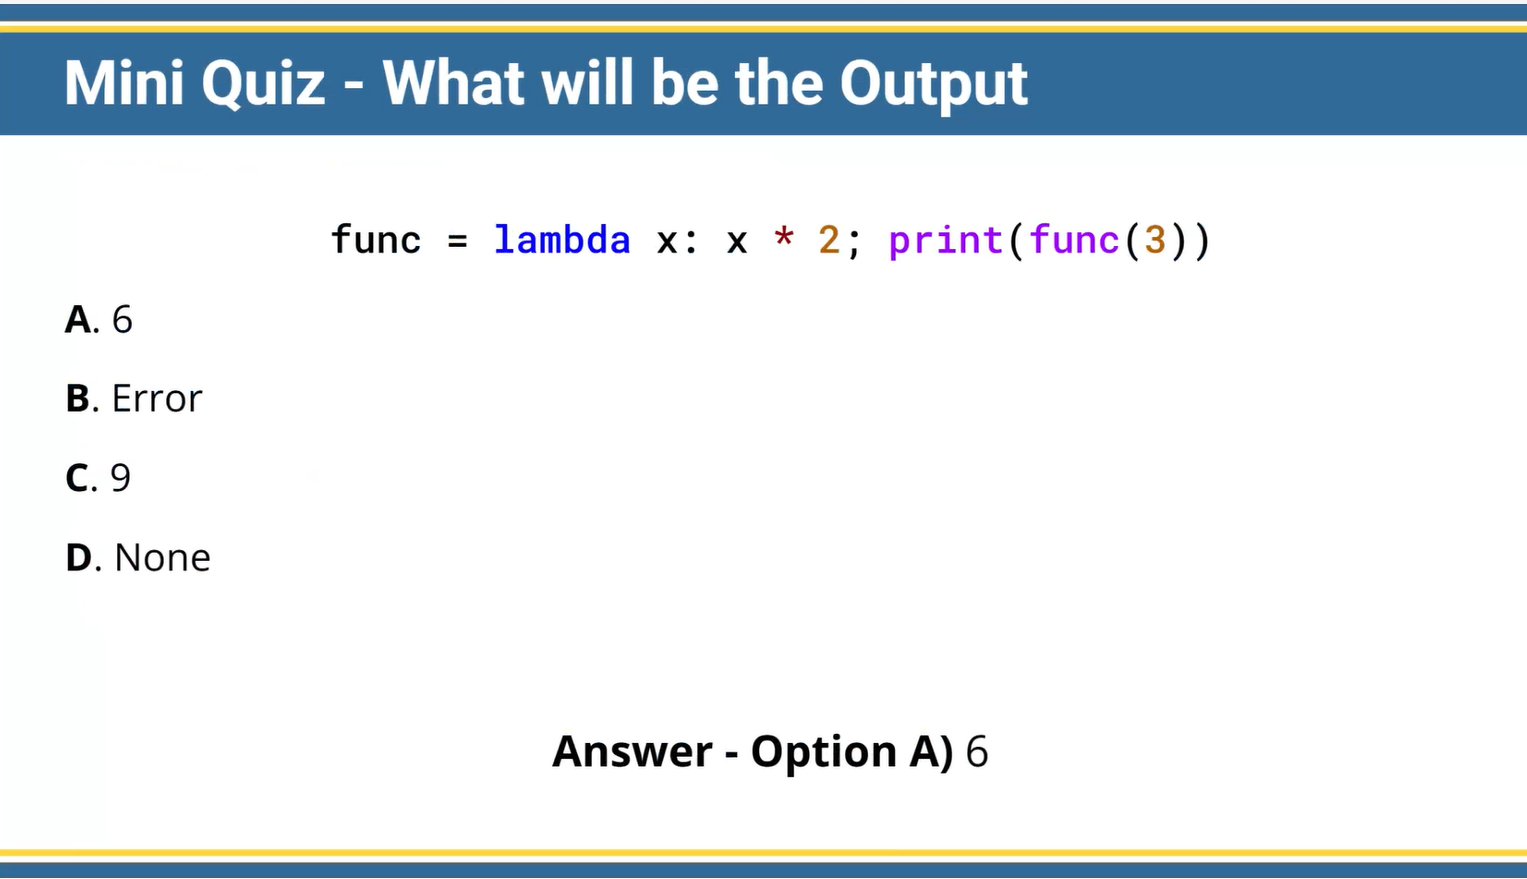 Mini Quiz - What will be the Output
func = lambda x: x * 2; print(func(3))
A. 6
B. Error
C. 9
D. None
Answer - Option A) 6